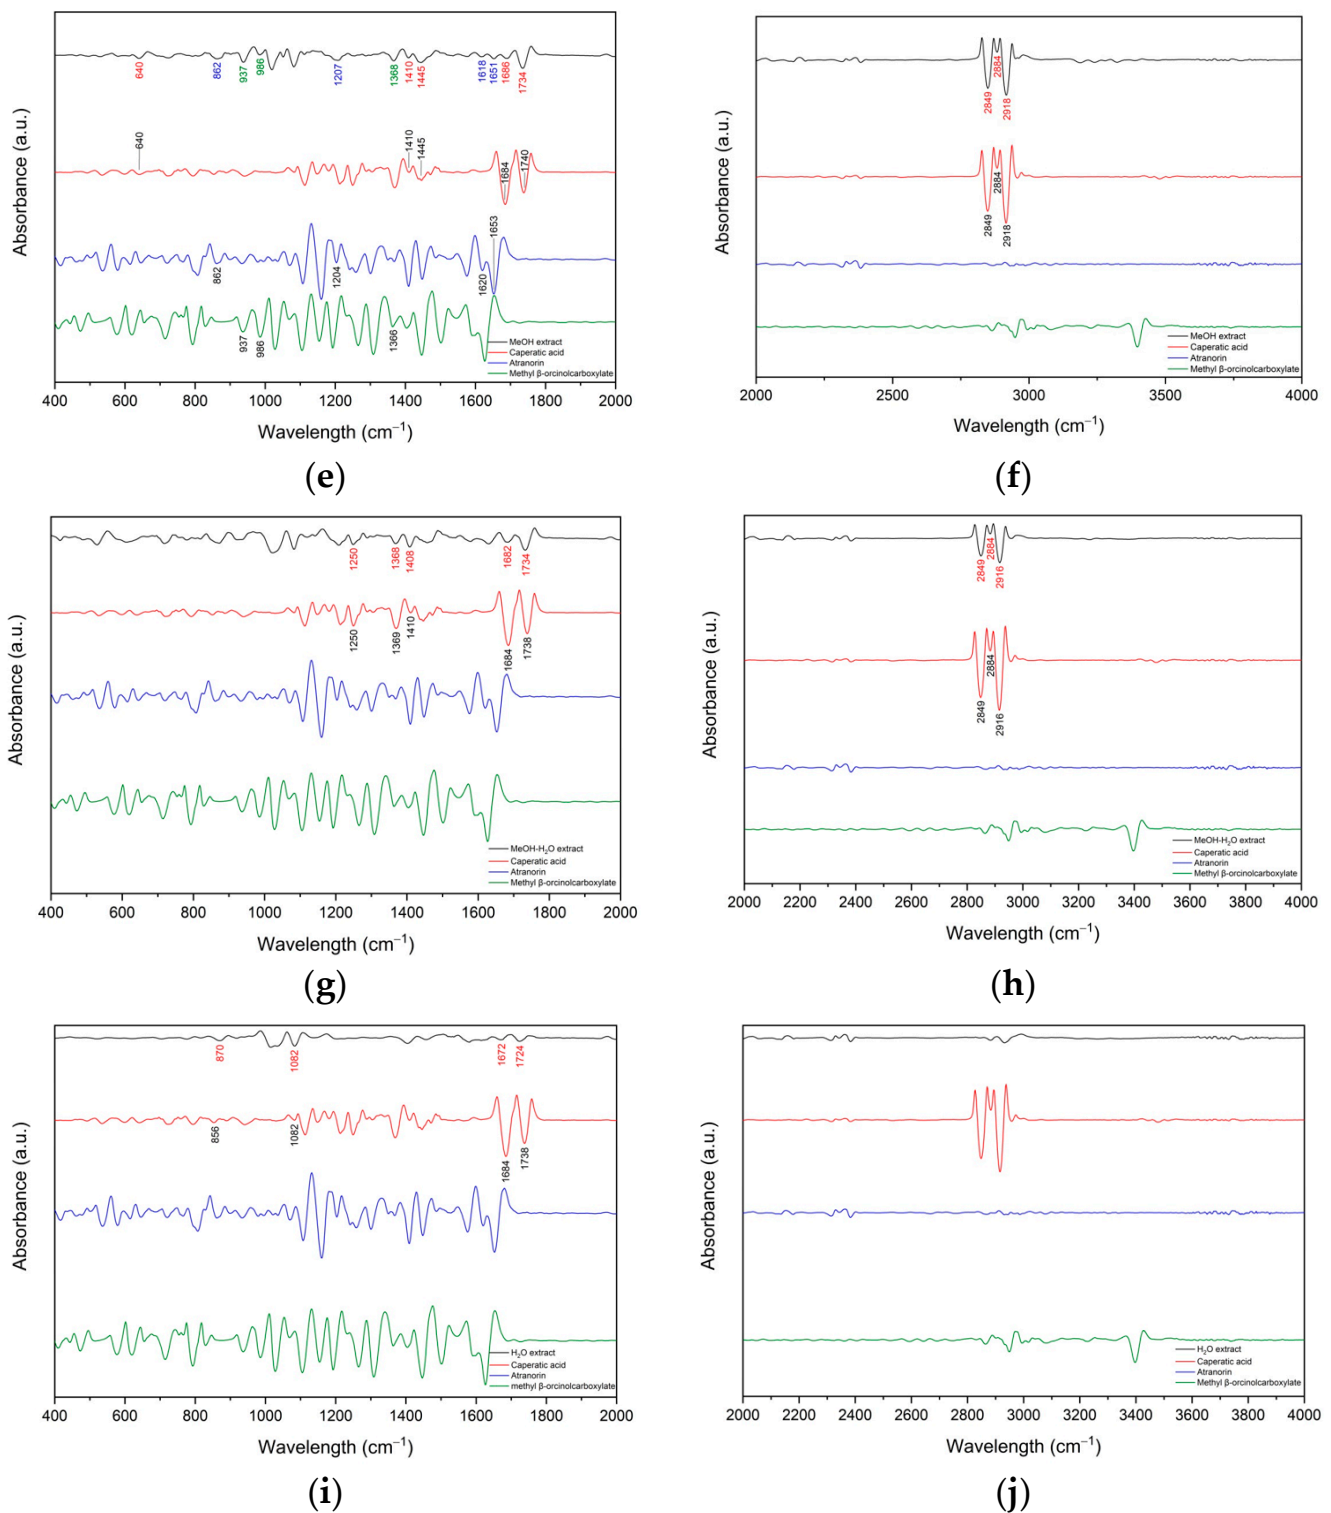 Absorbance (a.u.)
640
862
937
986
1207
1368
1410
1445
1618
1651
1686
1734
640
1410
1445
1684
1740
862
1204
1620
1653
937
986
1366
MeOH extract
Caperatic acid
Atranorin
Methyl β-orcinolcarboxylate
400 600 800 1000 1200 1400 1600 1800 2000
Wavelength (cm⁻¹)
(e)
Absorbance (a.u.)
2849
2884
2918
2849
2884
2918
MeOH extract
Caperatic acid
Atranorin
Methyl β-orcinolcarboxylate
2000 2500 3000 3500 4000
Wavelength (cm⁻¹)
(f)
Absorbance (a.u.)
1250
1368
1408
1682
1734
1250
1369
1410
1684
1738
MeOH-H₂O extract
Caperatic acid
Atranorin
Methyl β-orcinolcarboxylate
400 600 800 1000 1200 1400 1600 1800 2000
Wavelength (cm⁻¹)
(g)
Absorbance (a.u.)
2849
2884
2916
2849
2884
2916
MeOH-H₂O extract
Caperatic acid
Atranorin
Methyl β-orcinolcarboxylate
2000 2200 2400 2600 2800 3000 3200 3400 3600 3800 4000
Wavelength (cm⁻¹)
(h)
Absorbance (a.u.)
870
1082
1672
1724
856
1082
1684
1738
H₂O extract
Caperatic acid
Atranorin
methyl β-orcinolcarboxylate
400 600 800 1000 1200 1400 1600 1800 2000
Wavelength (cm⁻¹)
(i)
Absorbance (a.u.)
H₂O extract
Caperatic acid
Atranorin
Methyl β-orcinolcarboxylate
2000 2200 2400 2600 2800 3000 3200 3400 3600 3800 4000
Wavelength (cm⁻¹)
(j)